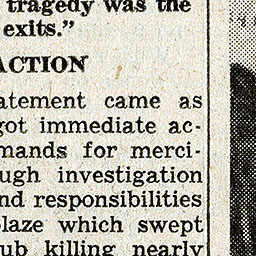 tragedy was the
exits.”
ACTION
atement came as
got immediate ac-
mands for merci-
ugh investigation
nd responsibilities
blaze which swept
ub killing nearly